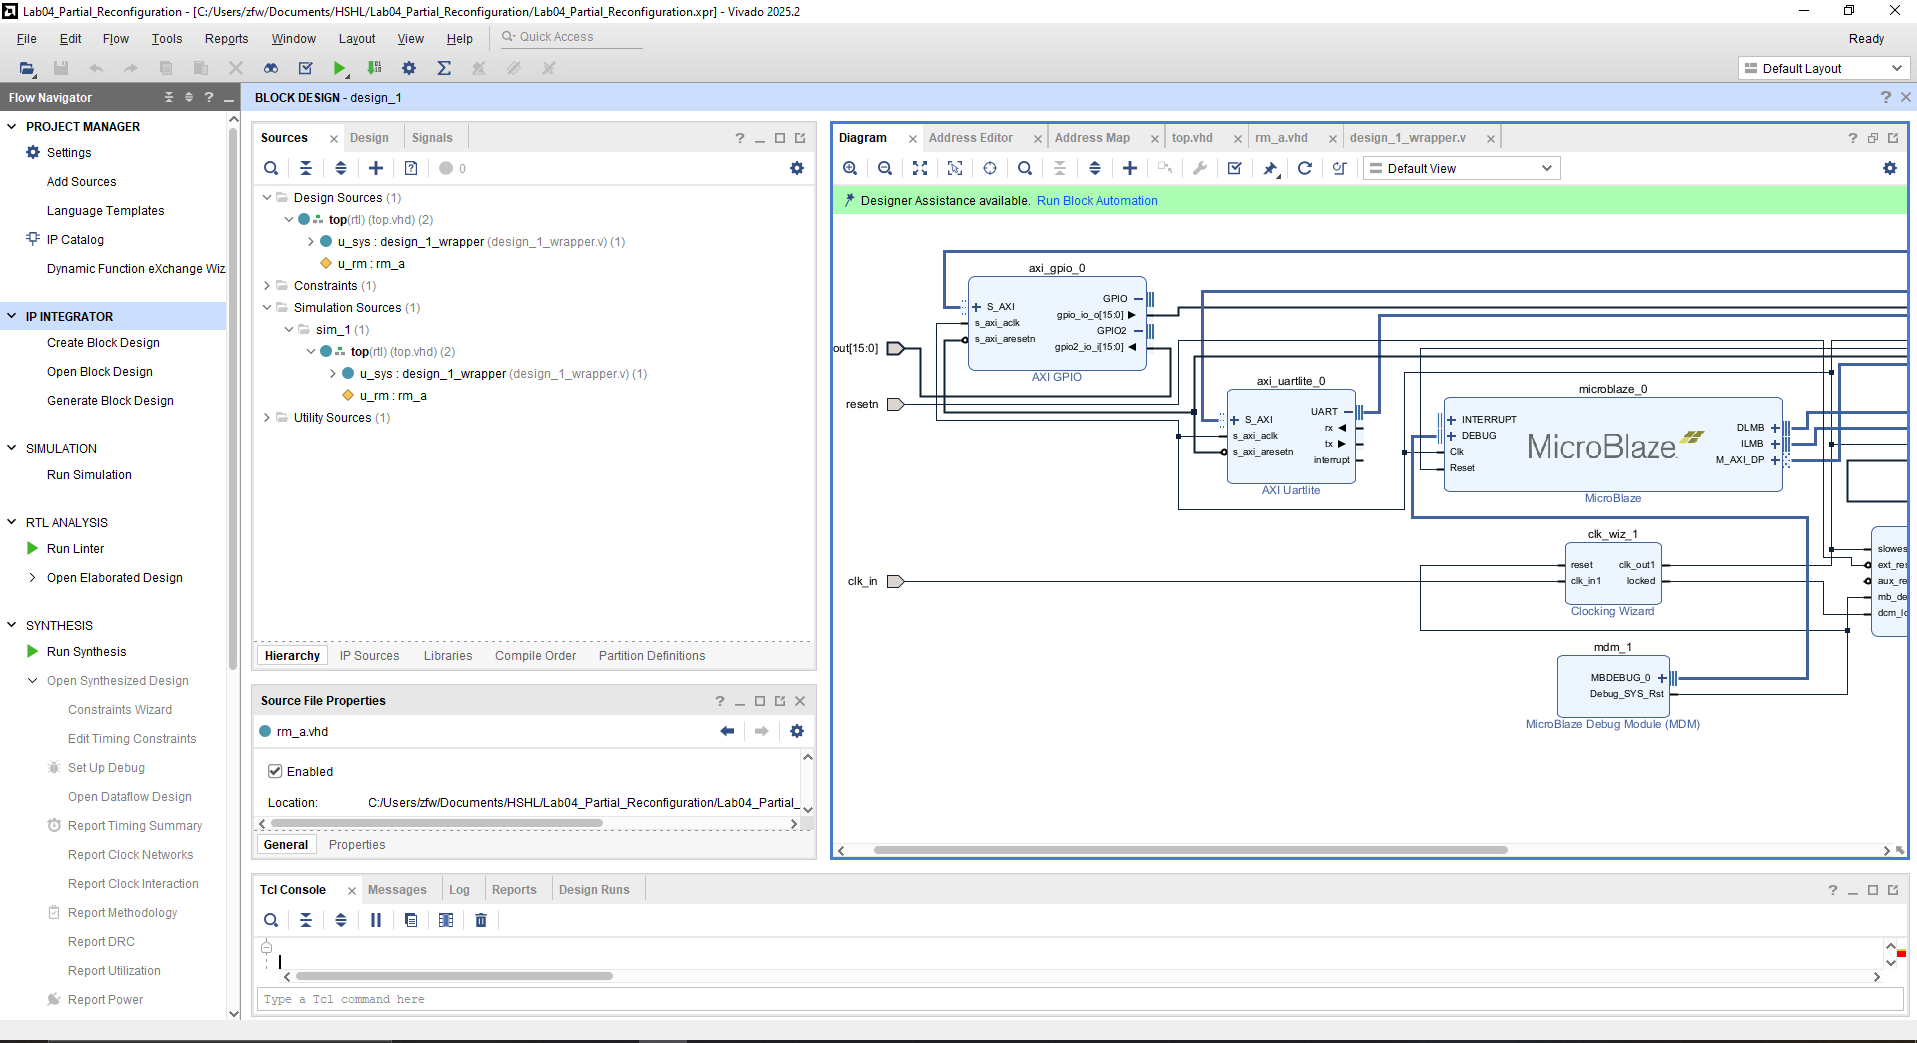 Lab04_Partial_Reconfiguration - [C:/Users/zfw/Documents/HSHL/Lab04_Partial_Reconfiguration/Lab04_Partial_Reconfiguration.xpr] - Vivado 2025.2
File Edit Flow Tools Reports Window Layout View Help Quick Access Ready
Default Layout
Flow Navigator
PROJECT MANAGER
Settings
Add Sources
Language Templates
IP Catalog
Dynamic Function eXchange Wiz
IP INTEGRATOR
Create Block Design
Open Block Design
Generate Block Design
SIMULATION
Run Simulation
RTL ANALYSIS
Run Linter
Open Elaborated Design
SYNTHESIS
Run Synthesis
Open Synthesized Design
Constraints Wizard
Edit Timing Constraints
Set Up Debug
Open Dataflow Design
Report Timing Summary
Report Clock Networks
Report Clock Interaction
Report Methodology
Report DRC
Report Utilization
Report Power
BLOCK DESIGN - design_1
Sources Design Signals
0
Design Sources (1)
top(rtl) (top.vhd) (2)
u_sys : design_1_wrapper (design_1_wrapper.v) (1)
u_rm : rm_a
Constraints (1)
Simulation Sources (1)
sim_1 (1)
top(rtl) (top.vhd) (2)
u_sys : design_1_wrapper (design_1_wrapper.v) (1)
u_rm : rm_a
Utility Sources (1)
Hierarchy IP Sources Libraries Compile Order Partition Definitions
Source File Properties
rm_a.vhd
Enabled
Location: C:/Users/zfw/Documents/HSHL/Lab04_Partial_Reconfiguration/Lab04_Partial_
General Properties
Diagram Address Editor Address Map top.vhd rm_a.vhd design_1_wrapper.v
Default View
Designer Assistance available. Run Block Automation
axi_gpio_0
S_AXI
s_axi_aclk
s_axi_aresetn
GPIO
gpio_io_o[15:0]
GPIO2
gpio2_io_i[15:0]
AXI GPIO
out[15:0]
resetn
clk_in
axi_uartlite_0
S_AXI
s_axi_aclk
s_axi_aresetn
UART
rx
tx
interrupt
AXI Uartlite
microblaze_0
INTERRUPT
DEBUG
Clk
Reset
MicroBlaze
DLMB
ILMB
M_AXI_DP
MicroBlaze
clk_wiz_1
reset
clk_in1
clk_out1
locked
Clocking Wizard
mdm_1
MBDEBUG_0
Debug_SYS_Rst
MicroBlaze Debug Module (MDM)
slowes
ext_res
aux_re
mb_de
dcm_lo
Tcl Console Messages Log Reports Design Runs
Type a Tcl command here